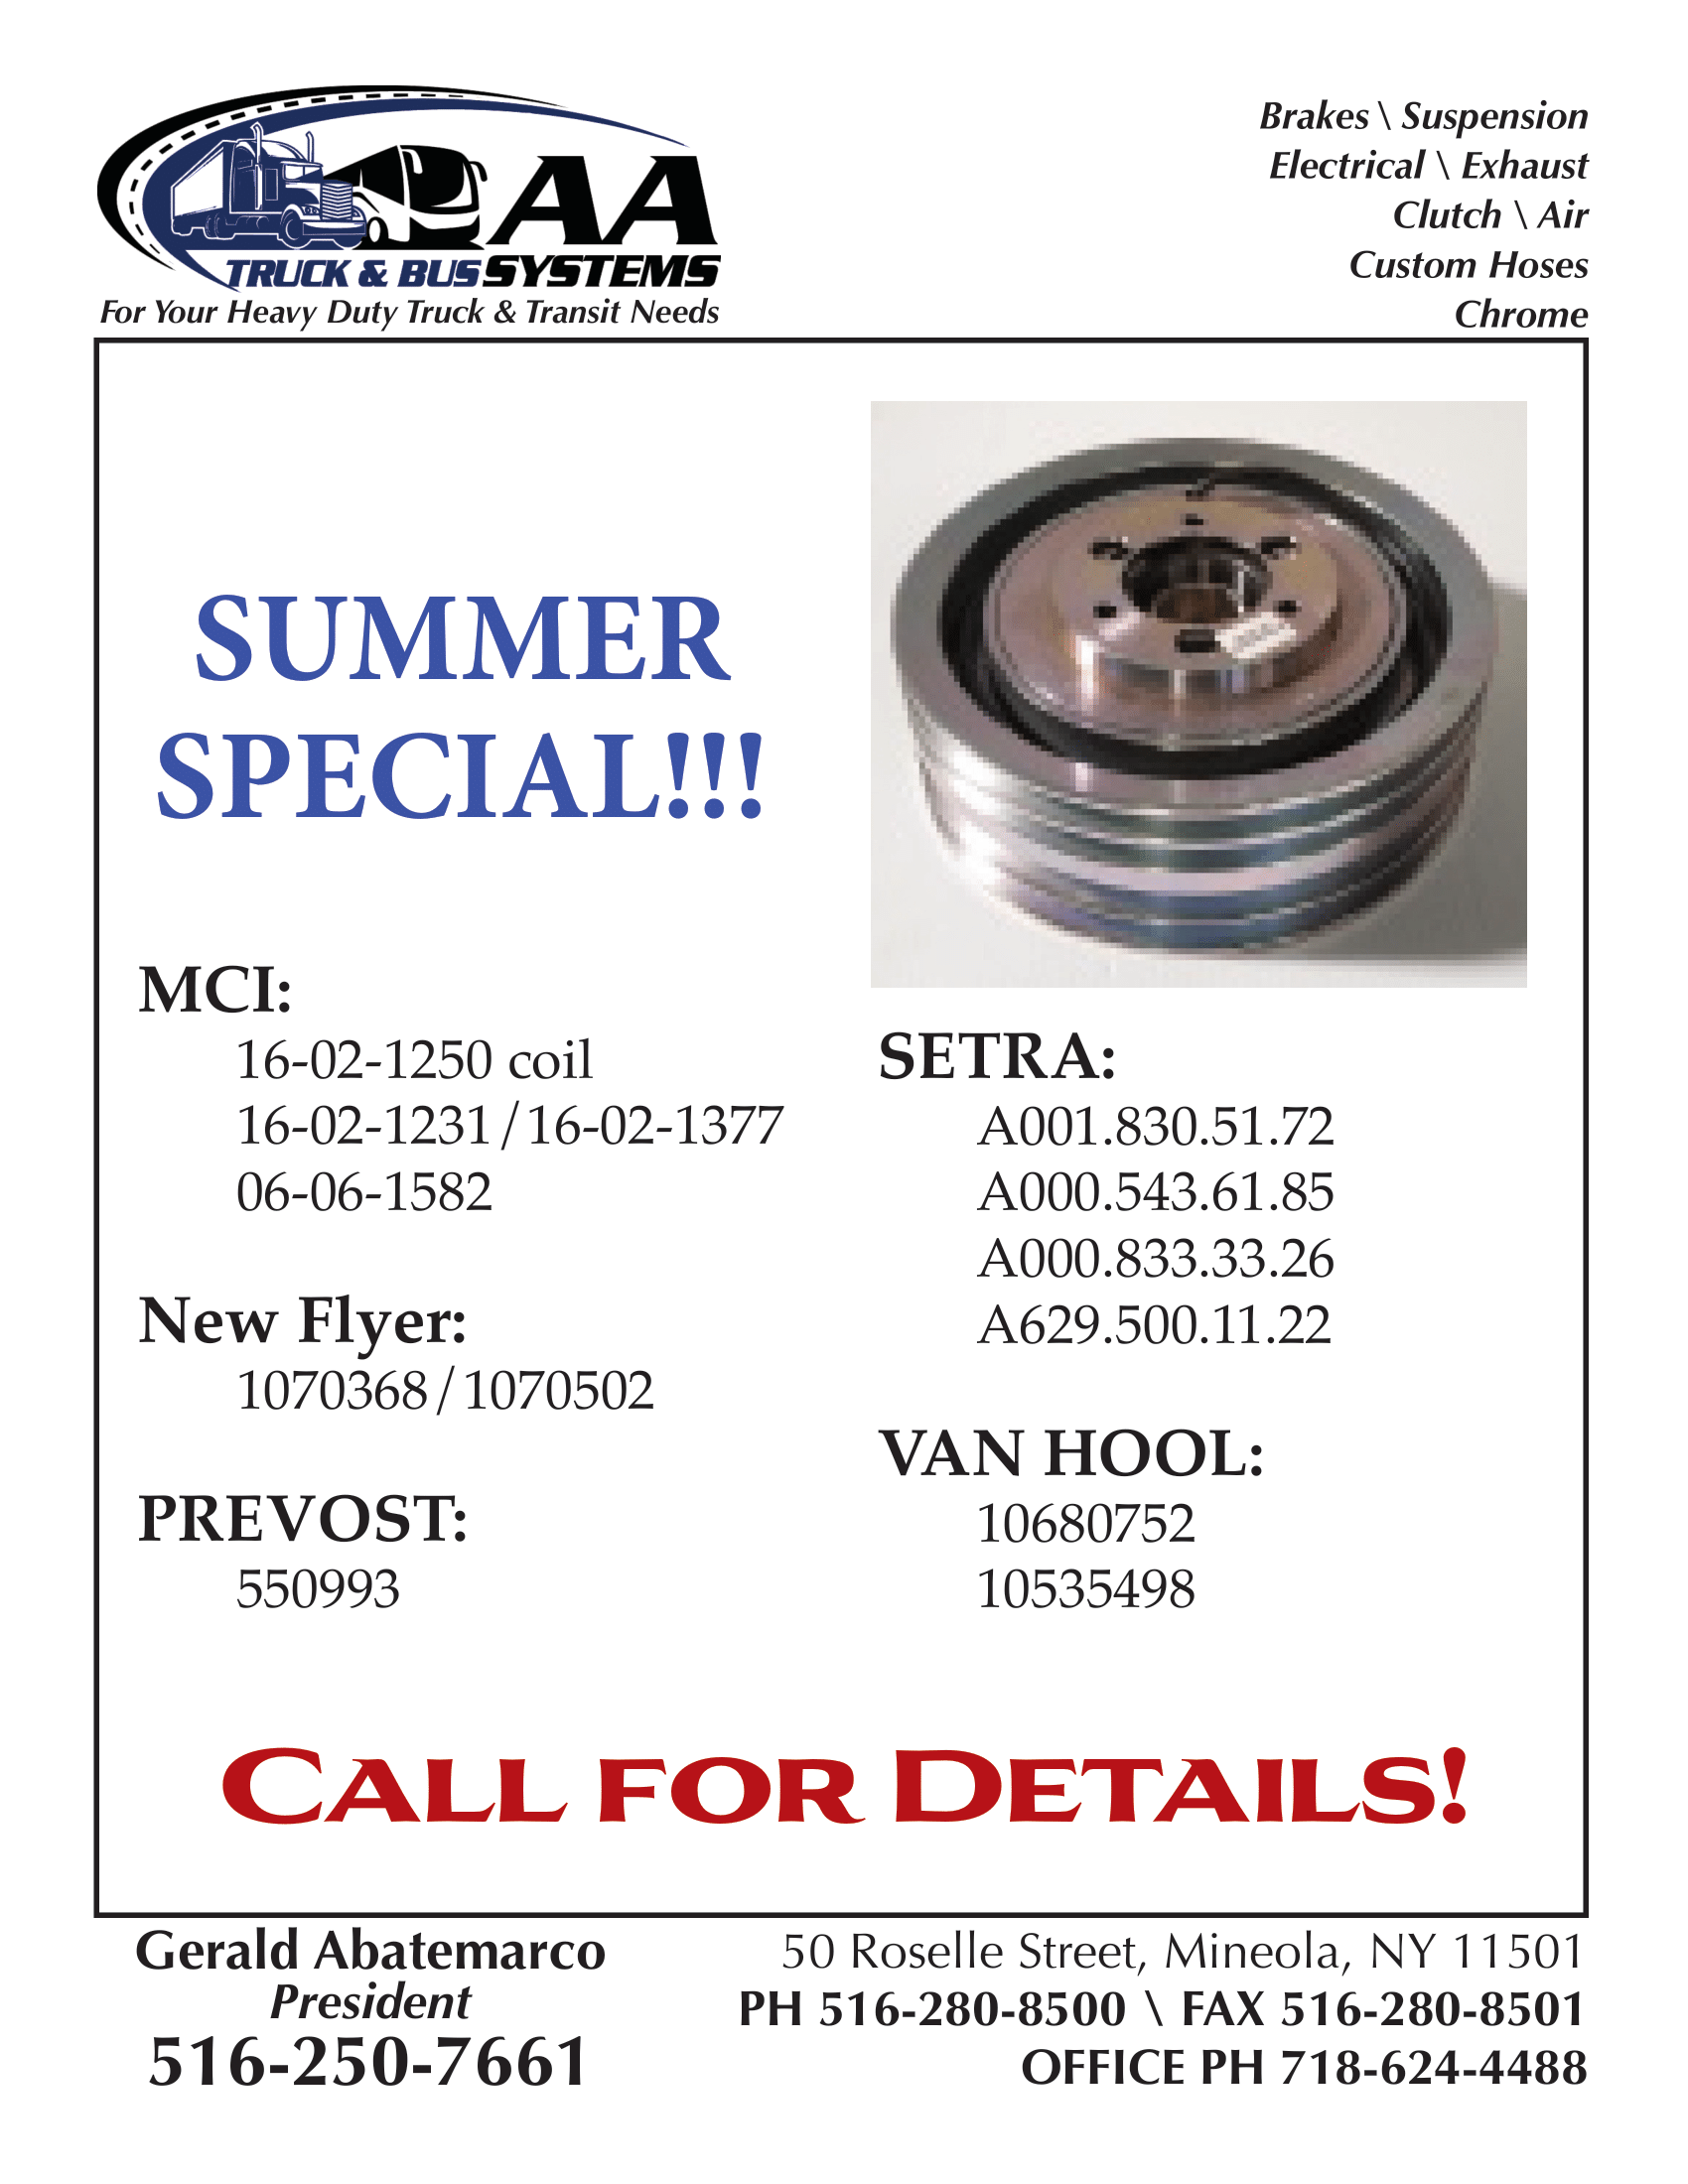 AA
TRUCK & BUS SYSTEMS
For Your Heavy Duty Truck & Transit Needs
Brakes \ Suspension
Electrical \ Exhaust
Clutch \ Air
Custom Hoses
Chrome
SUMMER
SPECIAL!!!
MCI:
16-02-1250 coil
16-02-1231/16-02-1377
06-06-1582
New Flyer:
1070368/1070502
PREVOST:
550993
SETRA:
A001.830.51.72
A000.543.61.85
A000.833.33.26
A629.500.11.22
VAN HOOL:
10680752
10535498
CALL FOR DETAILS!
Gerald Abatemarco
President
516-250-7661
50 Roselle Street, Mineola, NY 11501
PH 516-280-8500 \ FAX 516-280-8501
OFFICE PH 718-624-4488